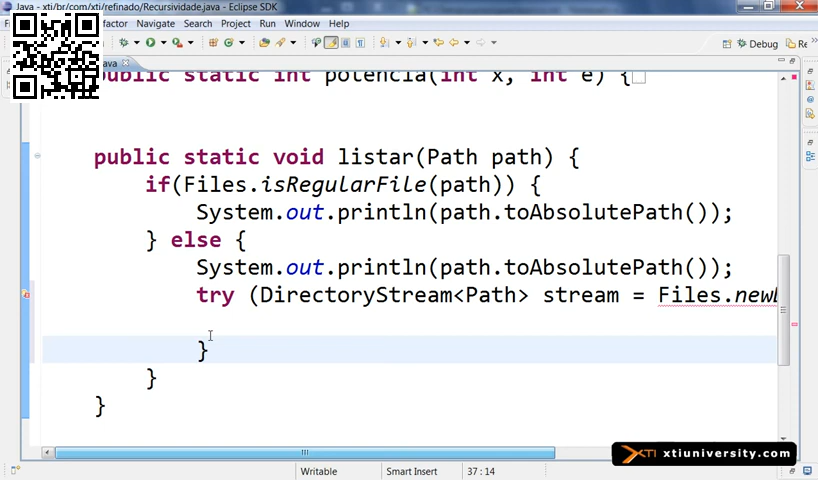 Java - xti/br/com/xti/refinado/Recursividade.java - Eclipse SDK
Navigate Search Project Run Window Help
Debug
public static int potencia(int x, int e) {
public static void listar(Path path) {
if(Files.isRegularFile(path)) {
System.out.println(path.toAbsolutePath());
} else {
System.out.println(path.toAbsolutePath());
try (DirectoryStream<Path> stream = Files.new
}
}
}
XTI xtiuniversity.com
Writable Smart Insert 37 : 14